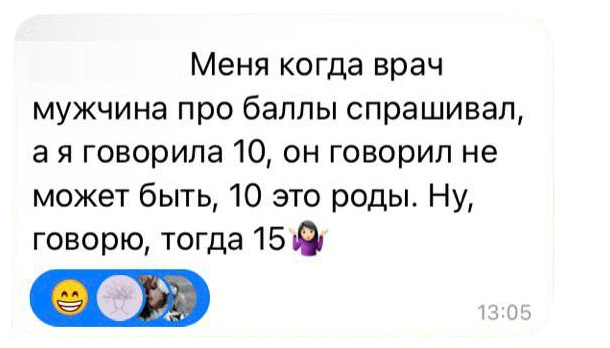 Меня когда врач
мужчина про баллы спрашивал,
а я говорила 10, он говорил не
может быть, 10 это роды. Ну,
говорю, тогда 15🤷🏻‍♀️
13:05